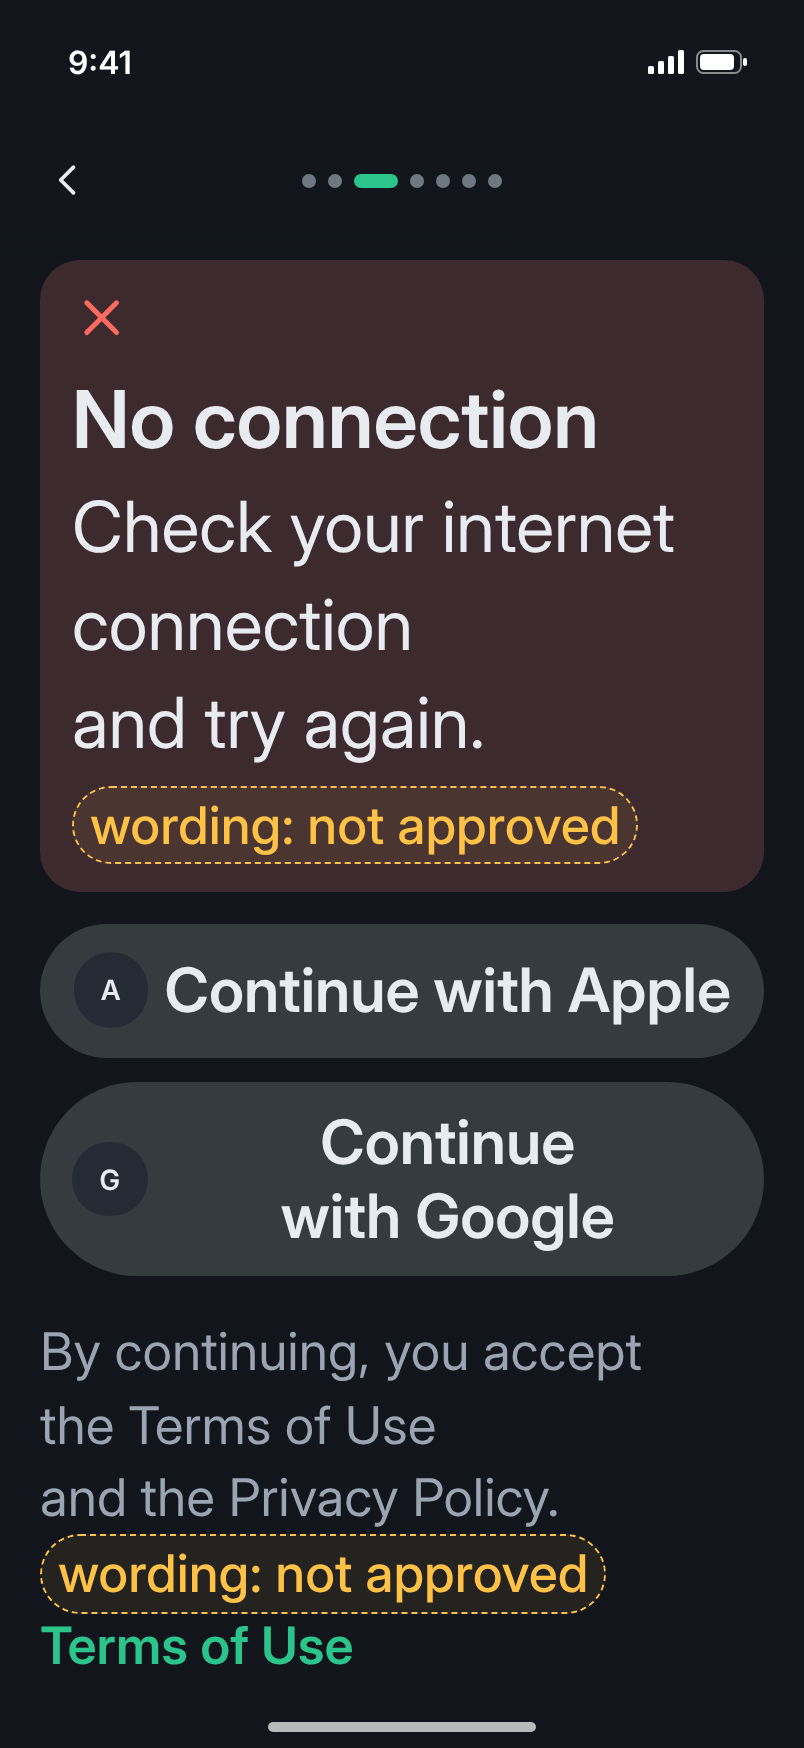 9:41
No connection
Check your internet
connection
and try again.
wording: not approved
A
Continue with Apple
G
Continue
with Google
By continuing, you accept
the Terms of Use
and the Privacy Policy.
wording: not approved
Terms of Use